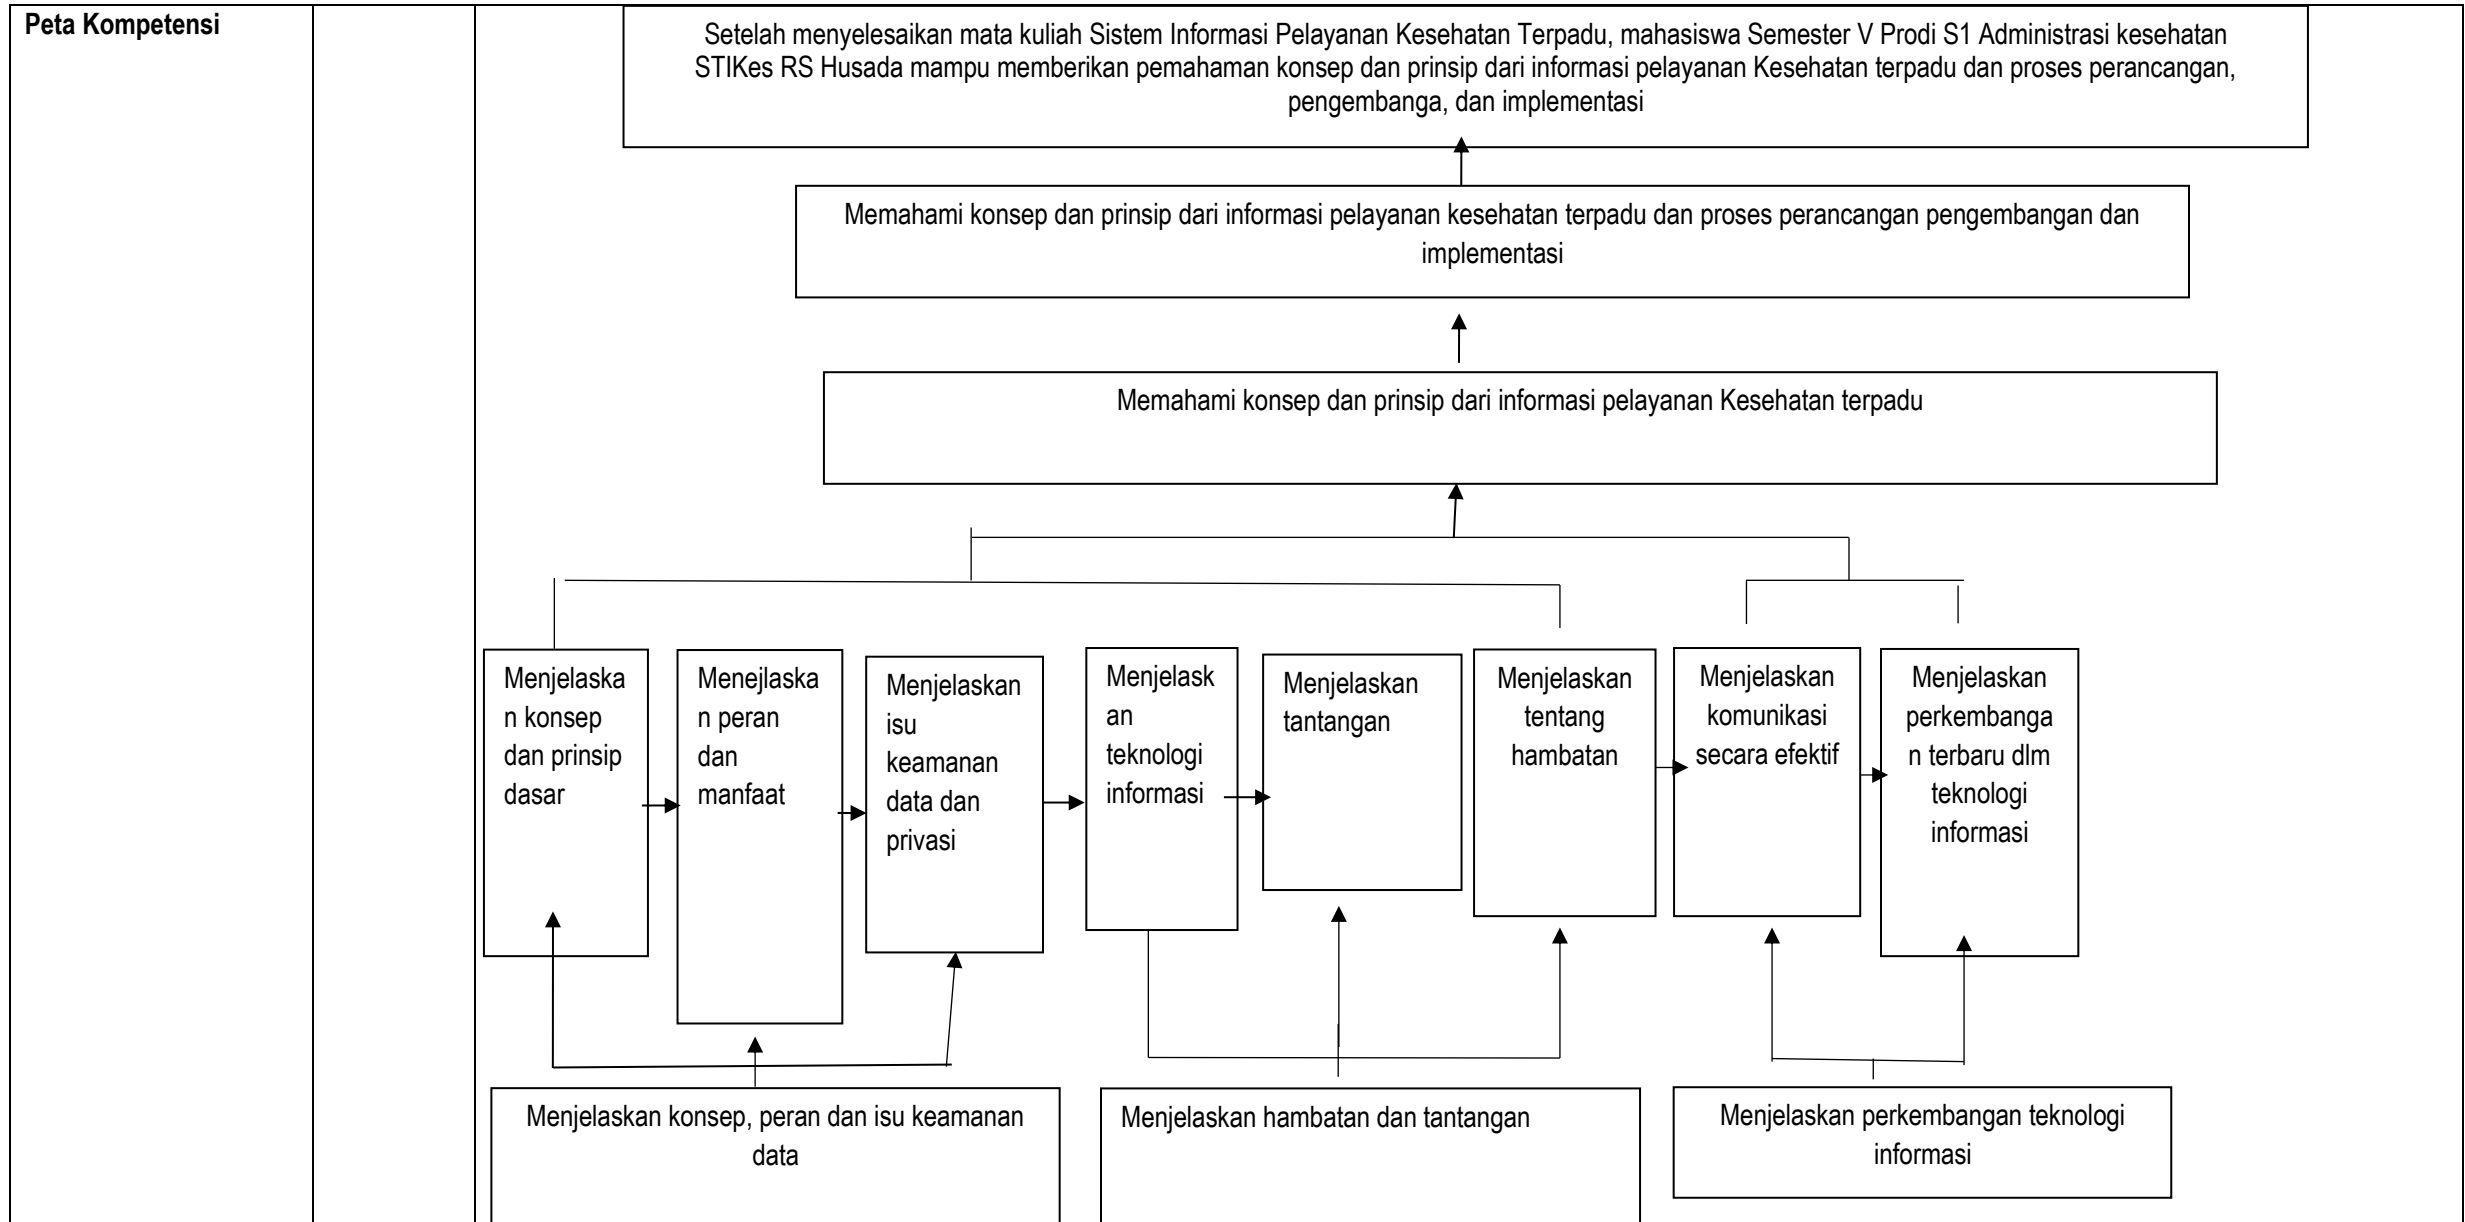 Peta Kompetensi
Setelah menyelesaikan mata kuliah Sistem Informasi Pelayanan Kesehatan Terpadu, mahasiswa Semester V Prodi S1 Administrasi kesehatan
STIKes RS Husada mampu memberikan pemahaman konsep dan prinsip dari informasi pelayanan Kesehatan terpadu dan proses perancangan,
pengembanga, dan implementasi
Memahami konsep dan prinsip dari informasi pelayanan kesehatan terpadu dan proses perancangan pengembangan dan
implementasi
Memahami konsep dan prinsip dari informasi pelayanan Kesehatan terpadu
Menjelaska
n konsep
dan prinsip
dasar
Menejlaska
n peran
dan
manfaat
Menjelaskan
isu
keamanan
data dan
privasi
Menjelask
an
teknologi
informasi
Menjelaskan
tantangan
Menjelaskan
tentang
hambatan
Menjelaskan
komunikasi
secara efektif
Menjelaskan
perkembanga
n terbaru dlm
teknologi
informasi
Menjelaskan konsep, peran dan isu keamanan
data
Menjelaskan hambatan dan tantangan
Menjelaskan perkembangan teknologi
informasi